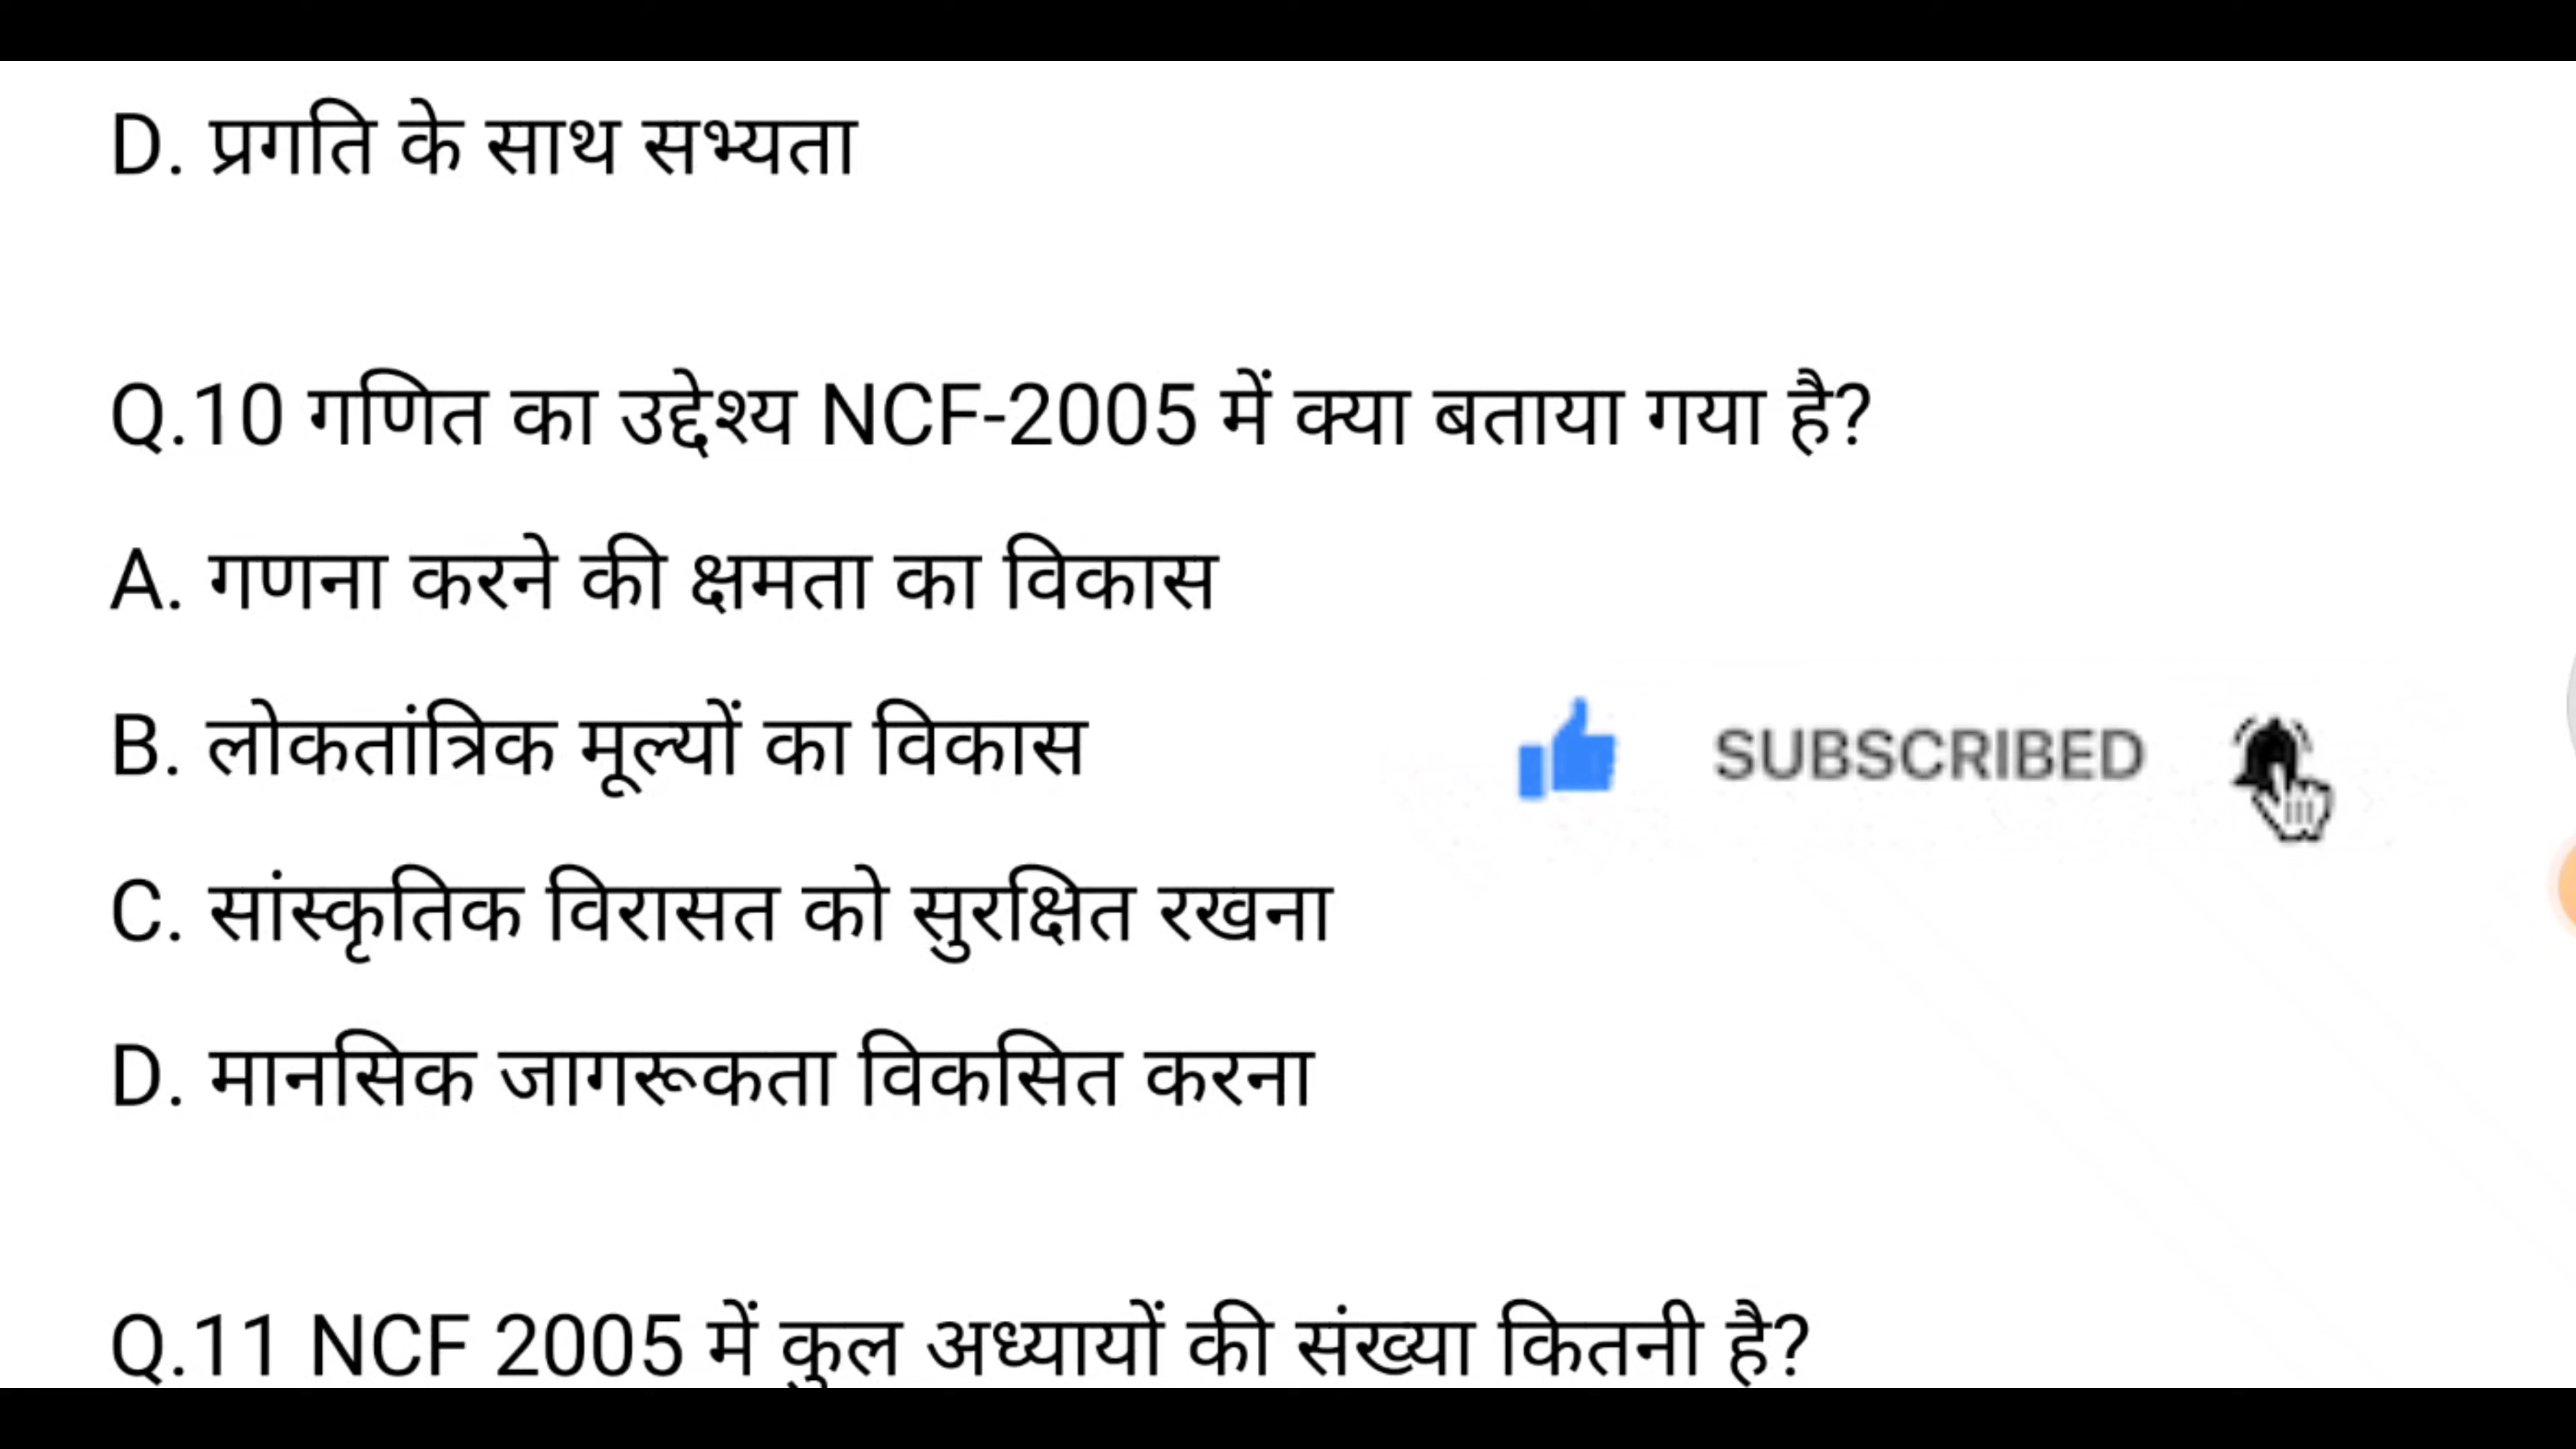 D. प्रगति के साथ सभ्यता
Q.10 गणित का उद्देश्य NCF-2005 में क्या बताया गया है?
A. गणना करने की क्षमता का विकास
B. लोकतांत्रिक मूल्यों का विकास
SUBSCRIBED
C. सांस्कृतिक विरासत को सुरक्षित रखना
D. मानसिक जागरूकता विकसित करना
Q.11 NCF 2005 में कुल अध्यायों की संख्या कितनी है?